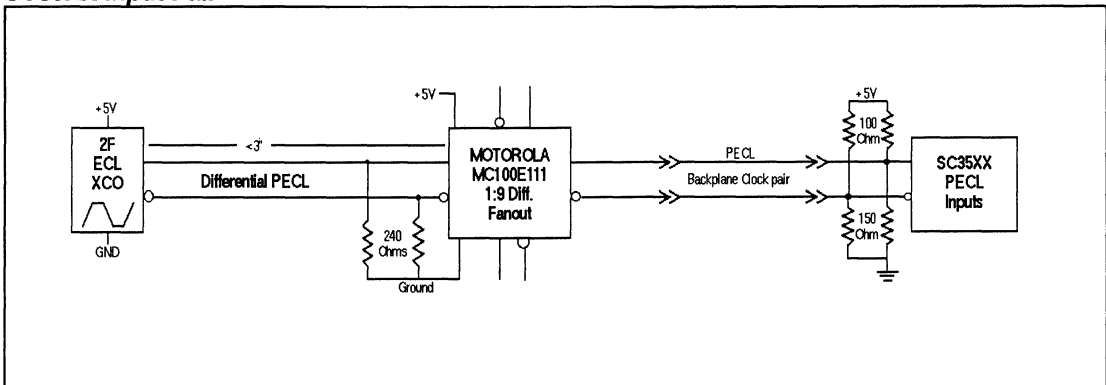 +5V
2F
ECL
XCO
GND
<3"
Differential PECL
240
Ohms
Ground
+5V
MOTOROLA
MC100E111
1:9 Diff.
Fanout
PECL
Backplane Clock pair
+5V
100
Ohm
150
Ohm
SC35XX
PECL
Inputs